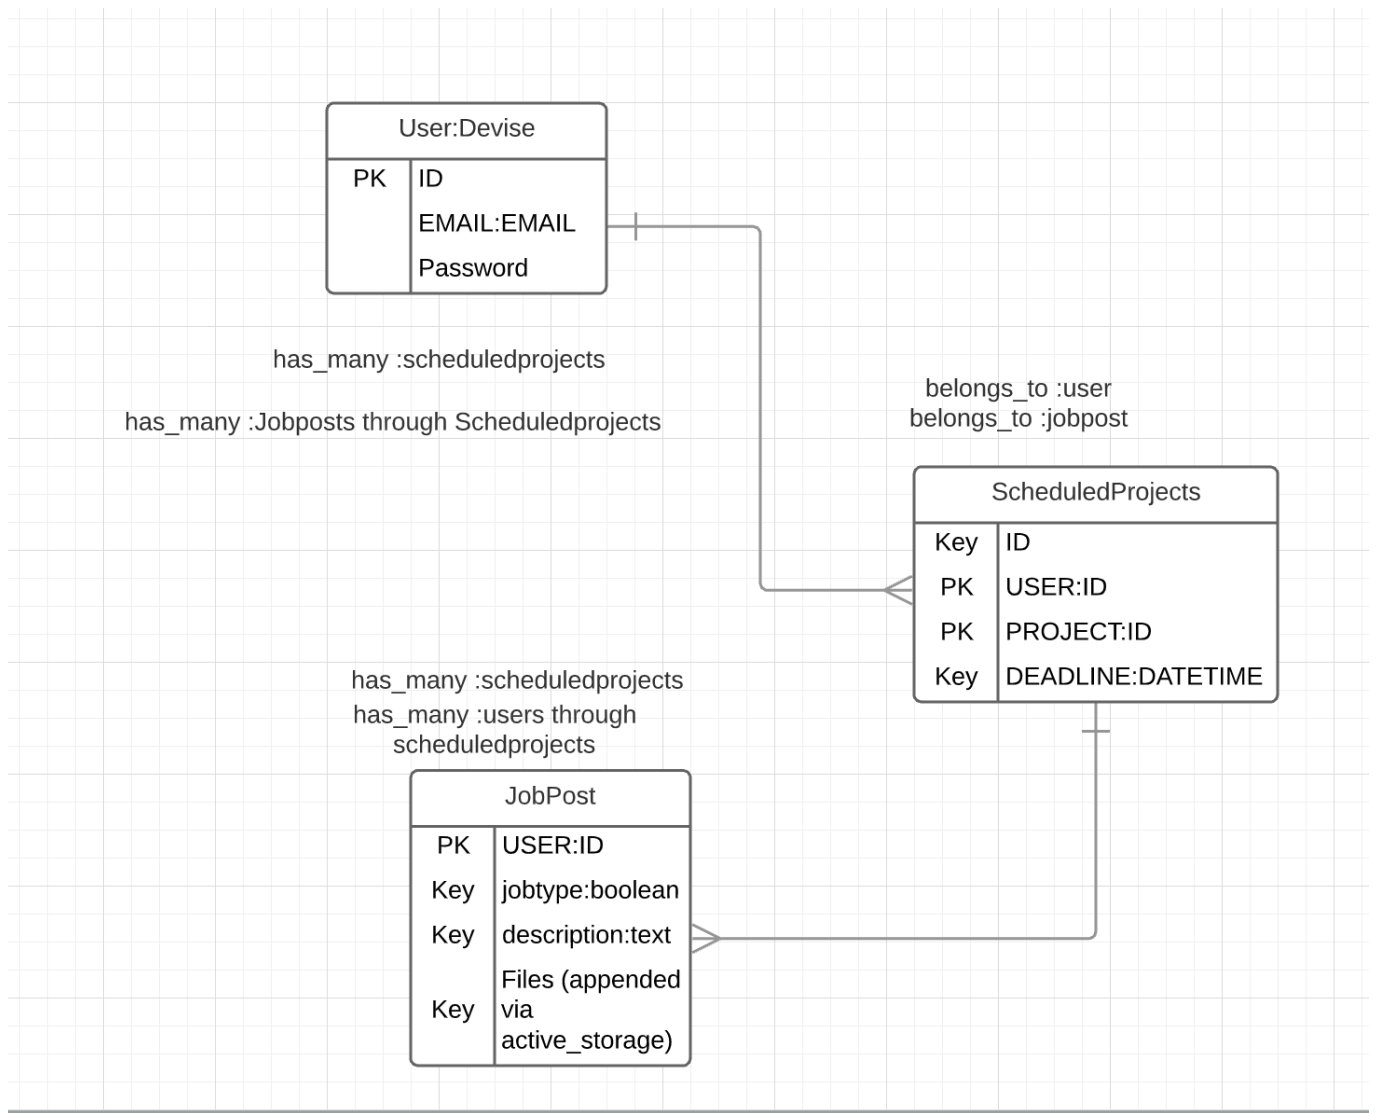 User:Devise
PK ID
EMAIL:EMAIL
Password
has_many :scheduledprojects
has_many :Jobposts through Scheduledprojects
belongs_to :user
belongs_to :jobpost
ScheduledProjects
Key ID
PK USER:ID
PK PROJECT:ID
Key DEADLINE:DATETIME
has_many :scheduledprojects
has_many :users through
scheduledprojects
JobPost
PK USER:ID
Key jobtype:boolean
Key description:text
Files (appended
Key via
active_storage)